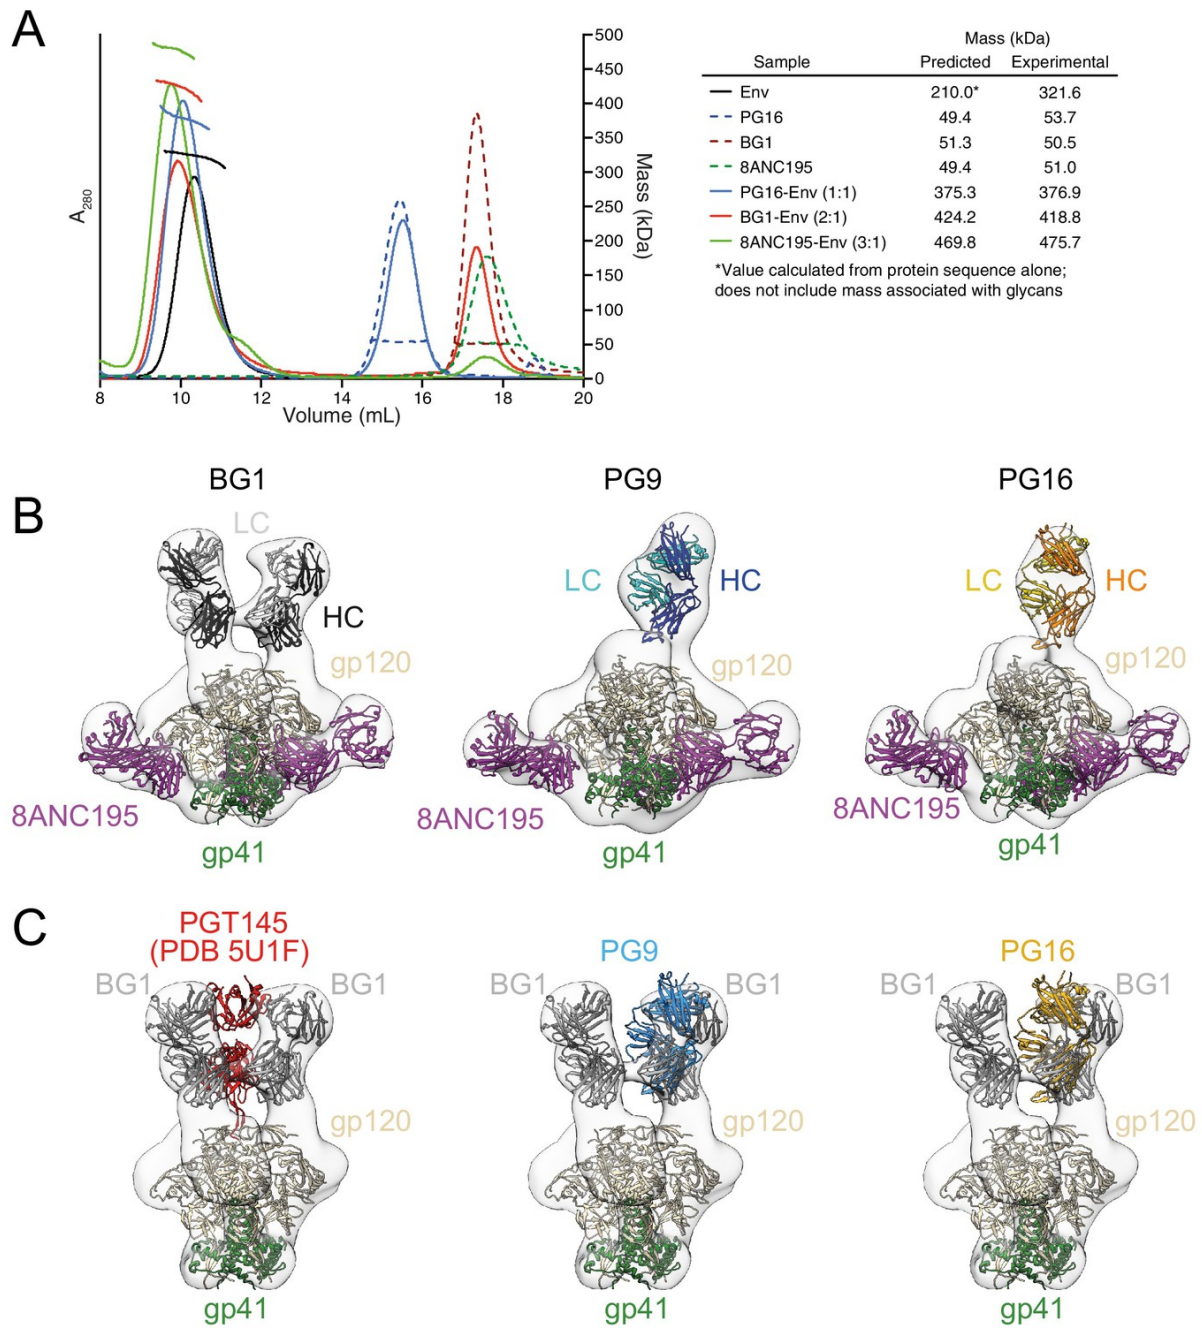 A
500
450
400
350
300
250
200
150
100
50
0
A280
Mass (kDa)
8 10 12 14 16 18 20
Volume (mL)
Mass (kDa)
Sample Predicted Experimental
Env 210.0* 321.6
PG16 49.4 53.7
BG1 51.3 50.5
8ANC195 49.4 51.0
PG16-Env (1:1) 375.3 376.9
BG1-Env (2:1) 424.2 418.8
8ANC195-Env (3:1) 469.8 475.7
*Value calculated from protein sequence alone;
does not include mass associated with glycans
B
BG1 PG9 PG16
LC
HC
LC HC
LC HC
gp120 gp120 gp120
8ANC195 8ANC195 8ANC195
gp41 gp41 gp41
C
PGT145
(PDB 5U1F)
PG9 PG16
BG1 BG1 BG1 BG1 BG1 BG1
gp120 gp120 gp120
gp41 gp41 gp41